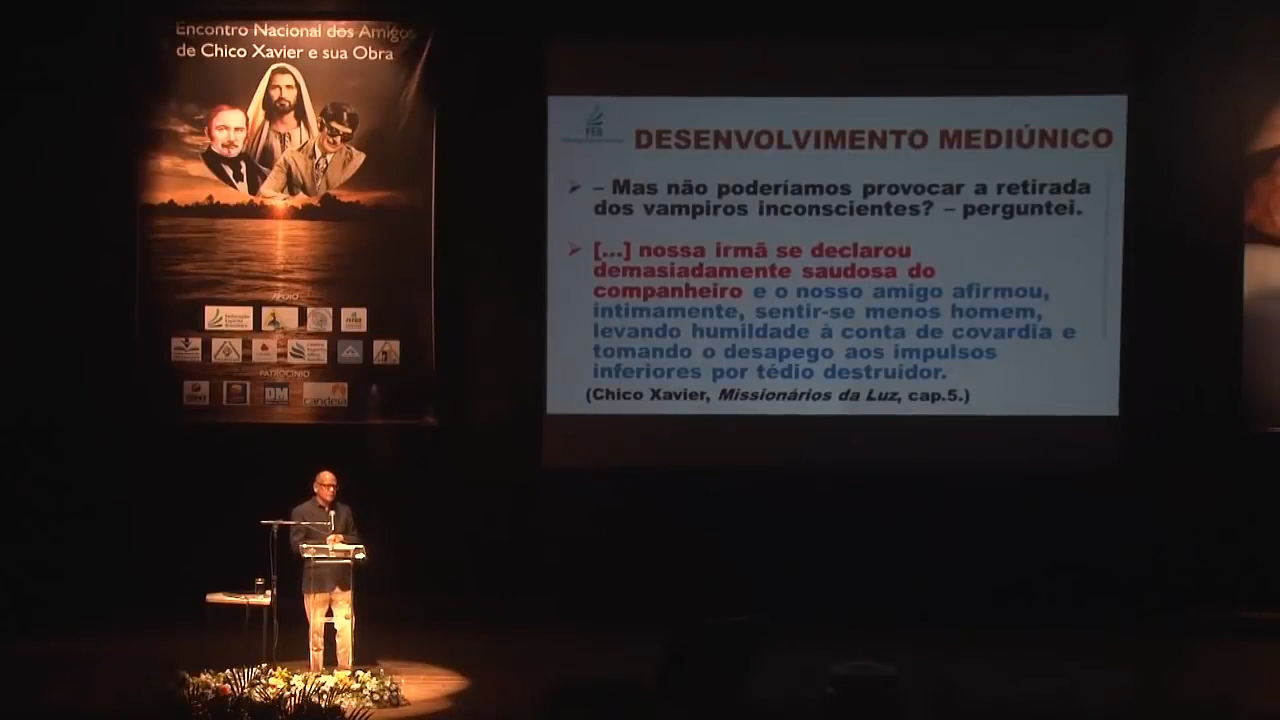 Encontro Nacional dos Amigos
de Chico Xavier e sua Obra
APOIO
PATROCÍNIO
DM
candeia
FEB
DESENVOLVIMENTO MEDIÚNICO
– Mas não poderíamos provocar a retirada
dos vampiros inconscientes? – perguntei.
[...] nossa irmã se declarou
demasiadamente saudosa do
companheiro e o nosso amigo afirmou,
intimamente, sentir-se menos homem,
levando humildade à conta de covardia e
tomando o desapego aos impulsos
inferiores por tédio destruidor.
(Chico Xavier, Missionários da Luz, cap.5.)